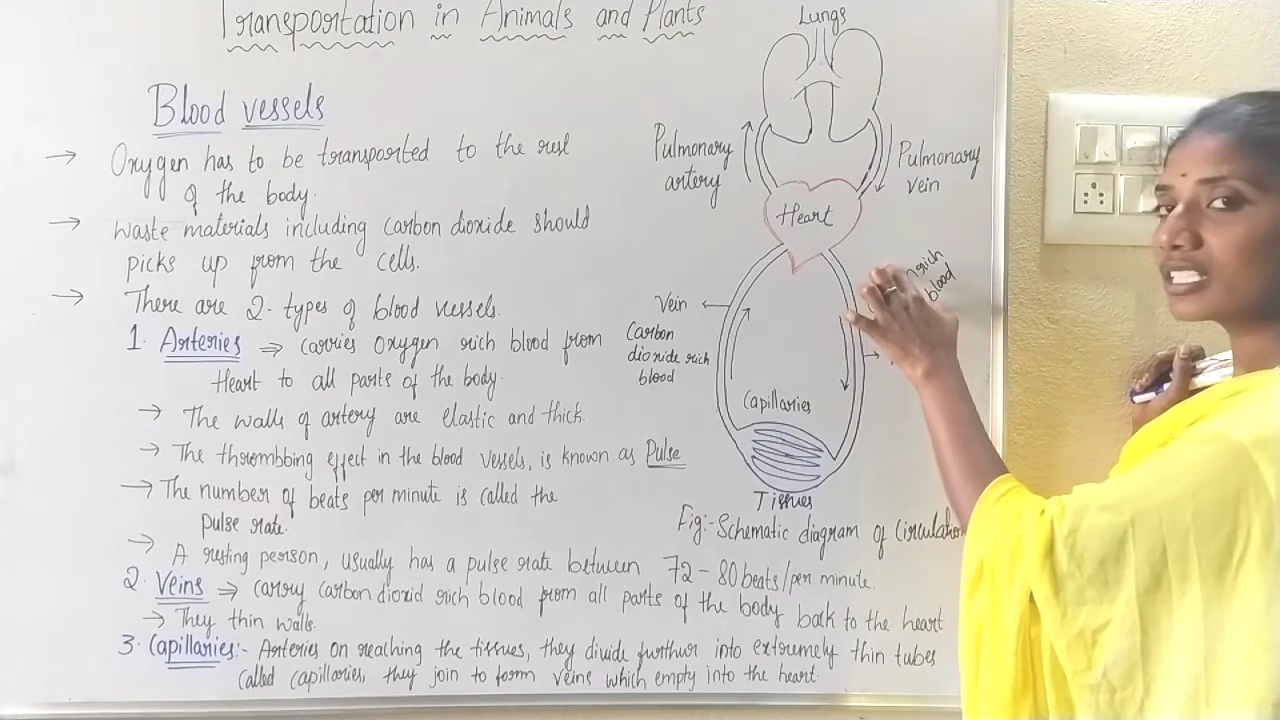 Transportation in Animals and Plants
Blood vessels
→ Oxygen has to be transported to the rest
of the body.
→ waste materials including carbon dioxide should
picks up from the cells.
→ There are 2- types of blood vessels.
1. Arteries ⇒ carries oxygen rich blood from
Heart to all parts of the body.
→ The walls of artery are elastic and thick.
→ The thrombbing effect in the blood vessels, is known as Pulse
→ The number of beats per minute is called the
pulse rate.
→ A resting person, usually has a pulse rate between 72-80 beats/per minute.
2. Veins ⇒ carry carbon dioxid rich blood from all parts of the body back to the heart
→ They thin walls.
3. Capillaries:- Arteries on reaching the tissues, they divide further into extremely thin tubes
called capillaries, they join to form veins which empty into the heart.
Lungs
Pulmonary
artery
Pulmonary
vein
Heart
Vein
Carbon
dioxide rich
blood
rich
blood
Capillaries
Tissues
Fig:- Schematic diagram of Circulation